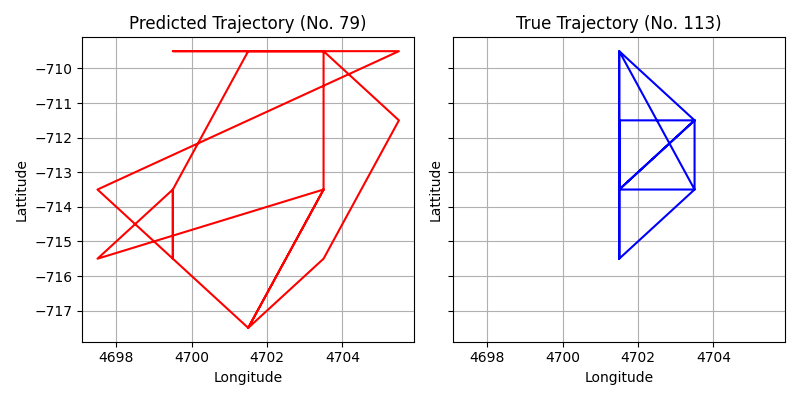 Predicted Trajectory (No. 79)
−710
−711
−712
−713
−714
−715
−716
−717
Lattitude
4698 4700 4702 4704
Longitude
True Trajectory (No. 113)
Lattitude
4698 4700 4702 4704
Longitude